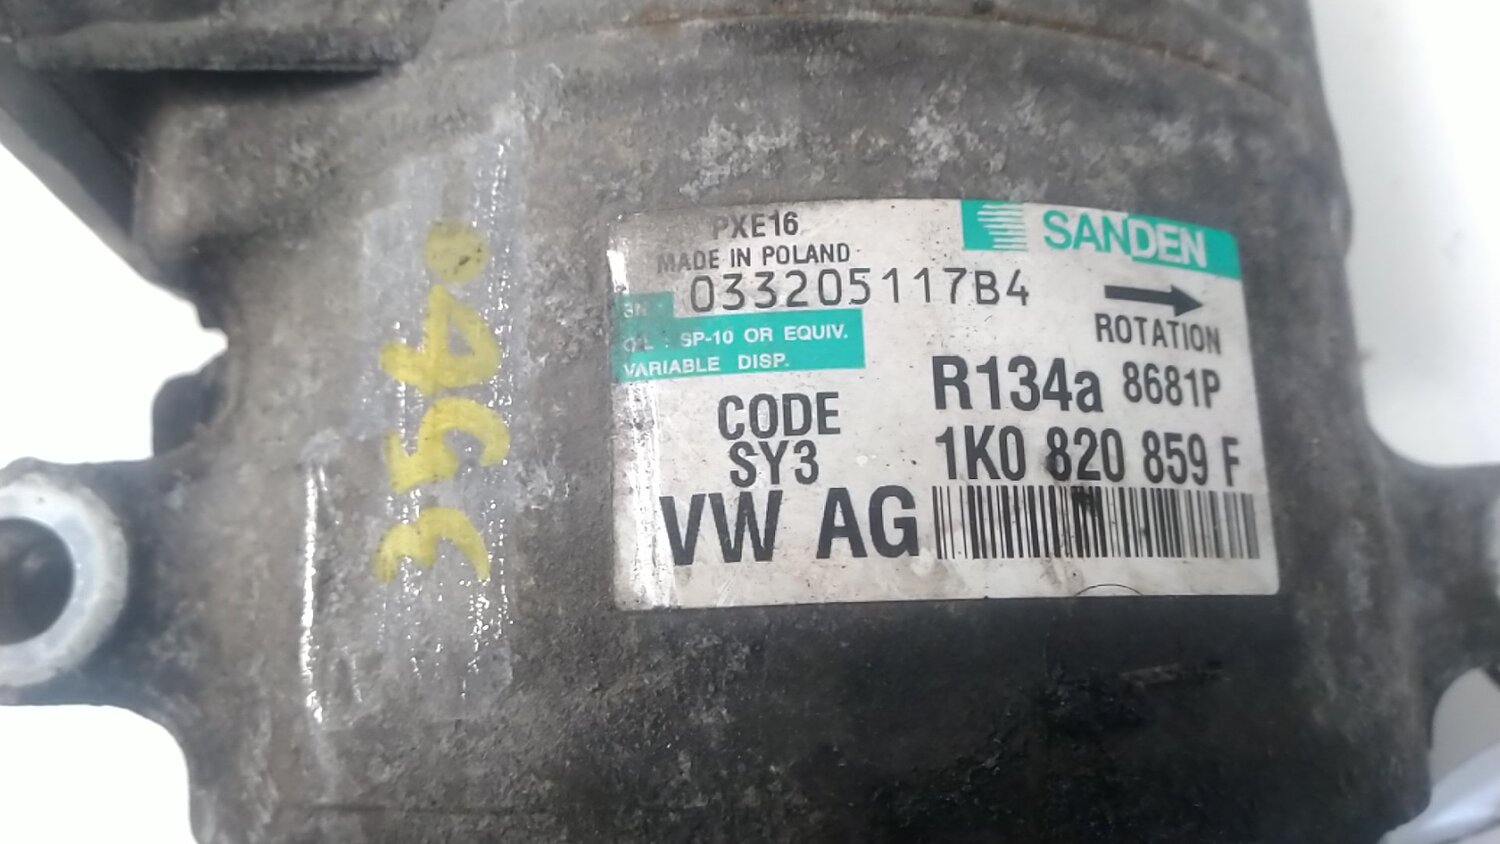 PXE16
SANDEN
MADE IN POLAND
033205117B4
ROTATION
SP-10 OR EQUIV.
VARIABLE DISP.
R134a 8681P
CODE
SY3
1K0 820 859 F
VW AG